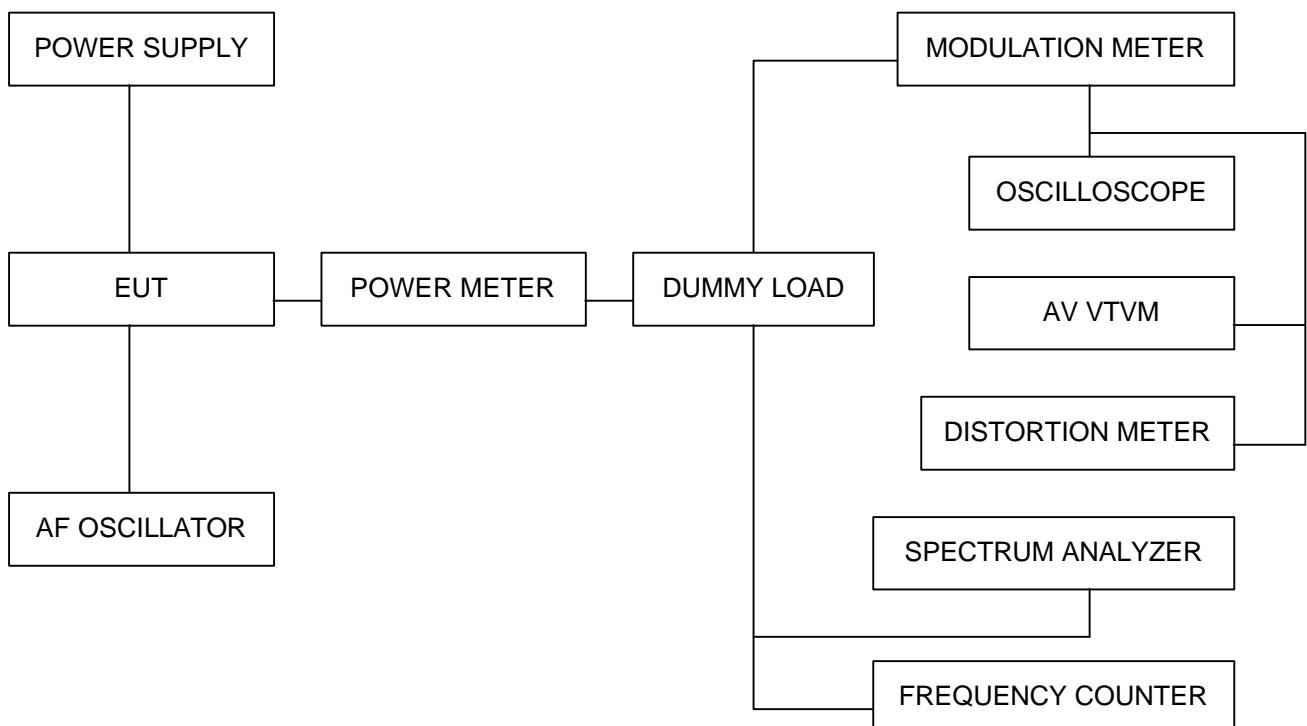 POWER SUPPLY
MODULATION METER
OSCILLOSCOPE
EUT
POWER METER
DUMMY LOAD
AV VTVM
DISTORTION METER
AF OSCILLATOR
SPECTRUM ANALYZER
FREQUENCY COUNTER